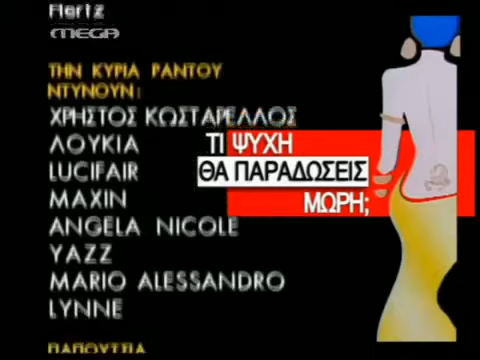 Hertz
MEGA
ΤΗΝ ΚΥΡΙΑ ΡΑΝΤΟΥ
ΝΤΥΝΟΥΝ:
ΧΡΗΣΤΟΣ ΚΩΣΤΑΡΕΛΛΟΣ
ΛΟΥΚΙΑ
LUCIFAIR
MAXIN
ANGELA NICOLE
YAZZ
MARIO ALESSANDRO
LYNNE
ΠΑΠΟΥΤΣΙΑ
ΤΙ ΨΥΧΗ
ΘΑ ΠΑΡΑΔΩΣΕΙΣ
ΜΩΡΗ;